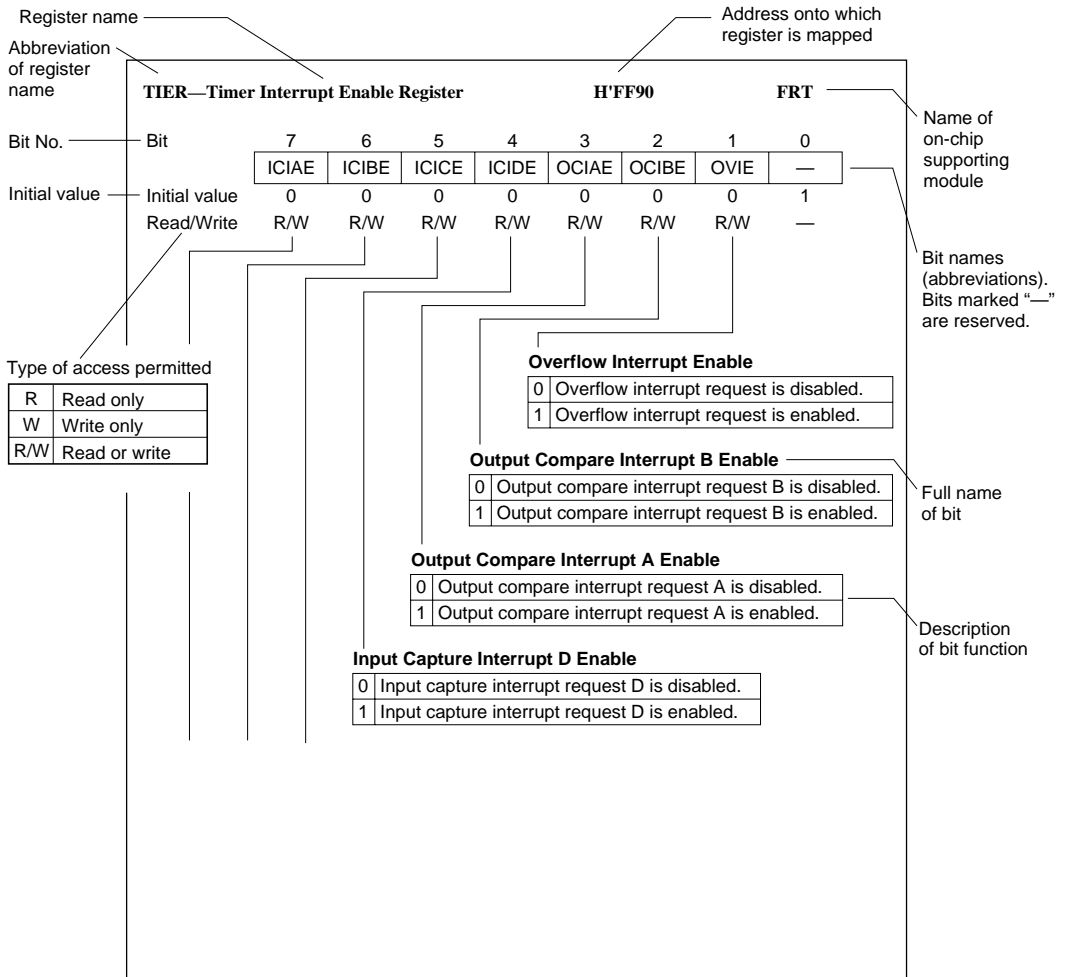 Register name
Address onto which
register is mapped
Abbreviation
of register
name
TIER—Timer Interrupt Enable Register H'FF90 FRT
Name of
on-chip
supporting
module
Bit No.
Bit 7 6 5 4 3 2 1 0
ICIAE ICIBE ICICE ICIDE OCIAE OCIBE OVIE —
Initial value
Initial value 0 0 0 0 0 0 0 1
Read/Write R/W R/W R/W R/W R/W R/W R/W —
Bit names
(abbreviations).
Bits marked “—”
are reserved.
Type of access permitted
R Read only
W Write only
R/W Read or write
Overflow Interrupt Enable
0 Overflow interrupt request is disabled.
1 Overflow interrupt request is enabled.
Output Compare Interrupt B Enable
0 Output compare interrupt request B is disabled.
1 Output compare interrupt request B is enabled.
Full name
of bit
Output Compare Interrupt A Enable
0 Output compare interrupt request A is disabled.
1 Output compare interrupt request A is enabled.
Description
of bit function
Input Capture Interrupt D Enable
0 Input capture interrupt request D is disabled.
1 Input capture interrupt request D is enabled.